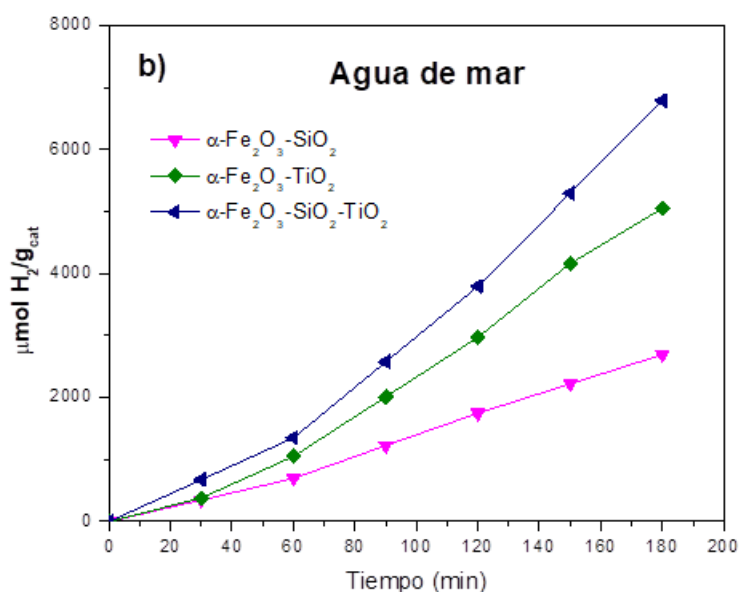 b)
Agua de mar
α-Fe₂O₃-SiO₂
α-Fe₂O₃-TiO₂
α-Fe₂O₃-SiO₂-TiO₂
μmol H₂/g_cat
8000
6000
4000
2000
0
0 20 40 60 80 100 120 140 160 180 200
Tiempo (min)